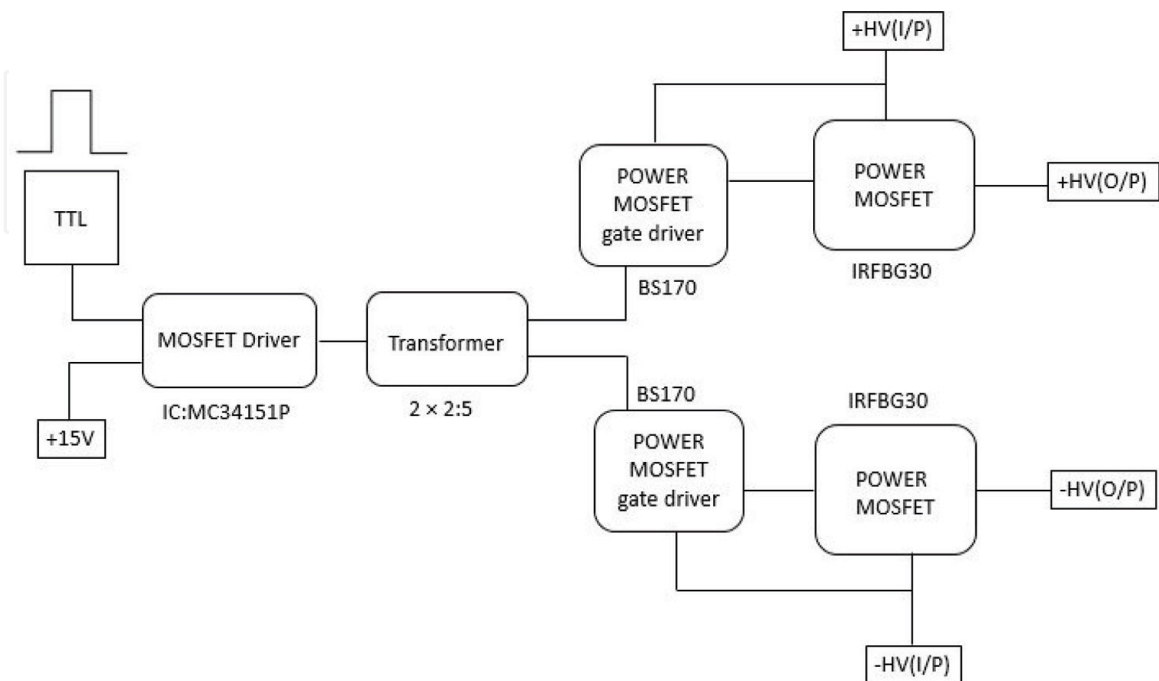 +HV(I/P)
TTL
POWER
MOSFET
gate driver
BS170
POWER
MOSFET
IRFBG30
+HV(O/P)
MOSFET Driver
IC:MC34151P
+15V
Transformer
2 × 2:5
BS170
POWER
MOSFET
gate driver
IRFBG30
POWER
MOSFET
-HV(O/P)
-HV(I/P)